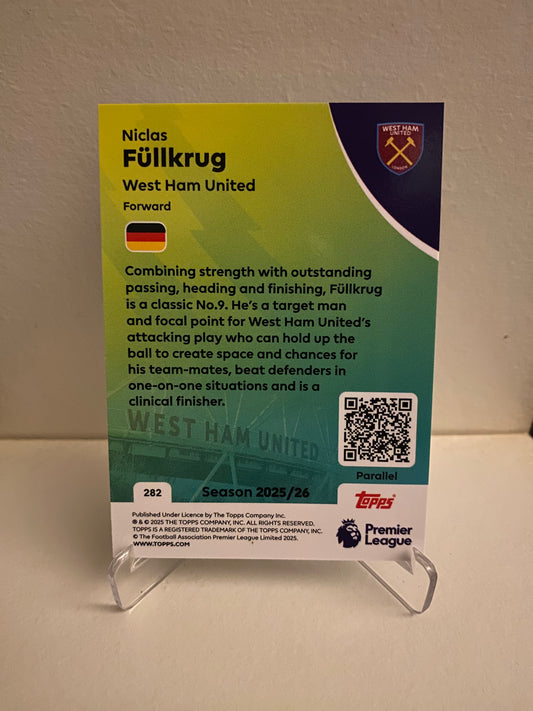 Niclas
Füllkrug
West Ham United
Forward
WEST HAM
UNITED
LONDON
Combining strength with outstanding
passing, heading and finishing, Füllkrug
is a classic No.9. He's a target man
and focal point for West Ham United's
attacking play who can hold up the
ball to create space and chances for
his team-mates, beat defenders in
one-on-one situations and is a
clinical finisher.
WEST HAM UNITED
Parallel
282
Season 2025/26
topps
Published Under Licence by The Topps Company Inc.
® & © 2025 THE TOPPS COMPANY, INC. ALL RIGHTS RESERVED.
TOPPS IS A REGISTERED TRADEMARK OF THE TOPPS COMPANY, INC.
© The Football Association Premier League Limited 2025.
WWW.TOPPS.COM
Premier
League